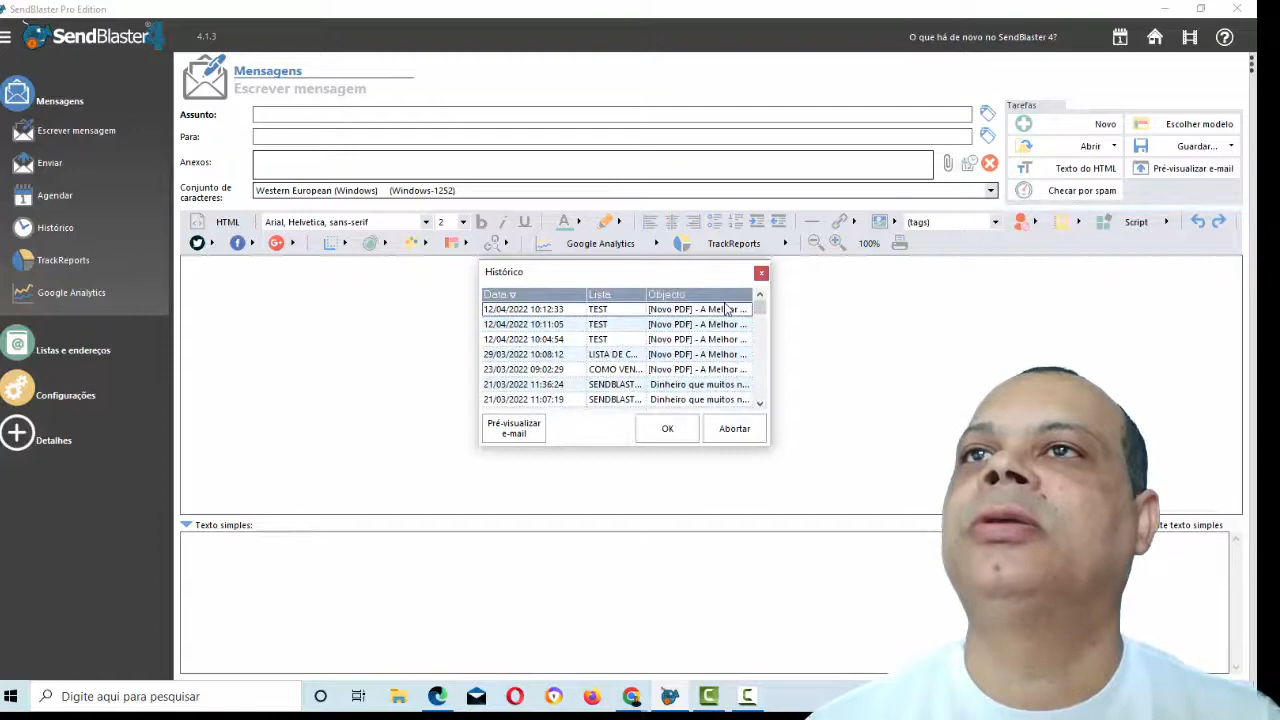 SendBlaster Pro Edition
SendBlaster 4
4.1.3
O que há de novo no SendBlaster 4?
Mensagens
Escrever mensagem
Mensagens
Escrever mensagem
Enviar
Agendar
Histórico
TrackReports
Google Analytics
Listas e endereços
Configurações
Detalhes
Assunto:
Para:
Anexos:
Conjunto de caracteres:
Western European (Windows) (Windows-1252)
Tarefas
Novo
Escolher modelo
Abrir
Guardar...
Texto do HTML
Pré-visualizar e-mail
Checar por spam
HTML
Arial, Helvetica, sans-serif
2
b i U
A
(tags)
Script
Google Analytics
TrackReports
100%
Histórico
Data Lista Objecto
12/04/2022 10:12:33 TEST [Novo PDF] - A Melhor ...
12/04/2022 10:11:05 TEST [Novo PDF] - A Melhor ...
12/04/2022 10:04:54 TEST [Novo PDF] - A Melhor ...
29/03/2022 10:08:12 LISTA DE C... [Novo PDF] - A Melhor ...
23/03/2022 09:02:29 COMO VEN... [Novo PDF] - A Melhor ...
21/03/2022 11:36:24 SENDBLAST... Dinheiro que muitos n...
21/03/2022 11:07:19 SENDBLAST... Dinheiro que muitos n...
Pré-visualizar e-mail
OK
Abortar
Texto simples:
te texto simples
Digite aqui para pesquisar